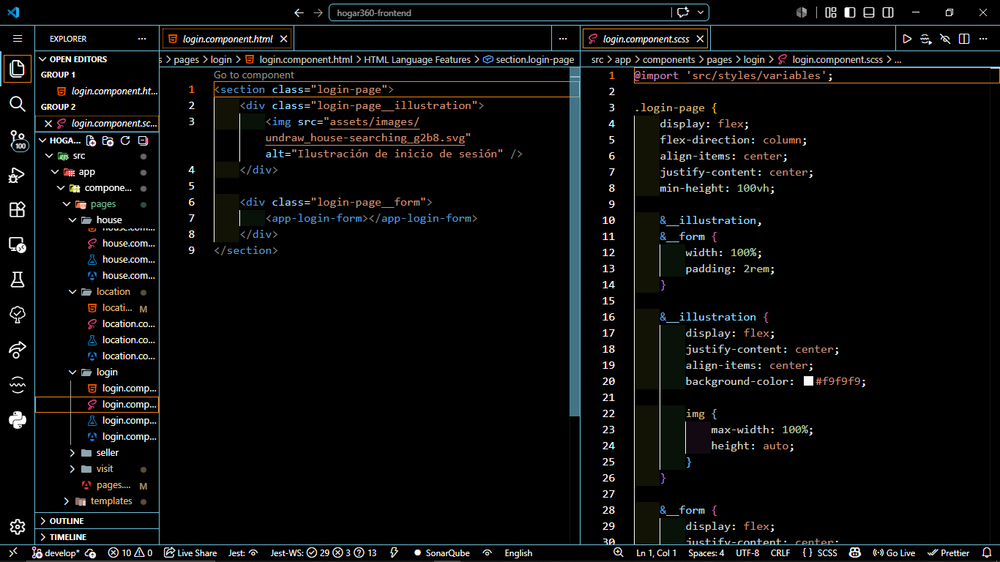 hogar360-frontend
EXPLORER
OPEN EDITORS
GROUP 1
login.component.ht...
GROUP 2
login.component.sc...
HOGA...
src
app
compone...
pages
house
house.com...
house.com...
house.com...
house.com...
location
locati... M
location.co...
location.co...
location.co...
login
login.comp...
login.comp...
login.comp...
login.comp...
seller
visit
pages.... M
templates
OUTLINE
TIMELINE
100
login.component.html
s > pages > login > login.component.html > HTML Language Features > section.login-page
Go to component
1 <section class="login-page">
2 <div class="login-page__illustration">
3 <img src="assets/images/
undraw_house-searching_g2b8.svg"
alt="Ilustración de inicio de sesión" />
4 </div>
5
6 <div class="login-page__form">
7 <app-login-form></app-login-form>
8 </div>
9 </section>
login.component.scss
src > app > components > pages > login > login.component.scss > ...
1 @import 'src/styles/variables';
2
3 .login-page {
4 display: flex;
5 flex-direction: column;
6 align-items: center;
7 justify-content: center;
8 min-height: 100vh;
9
10 &__illustration,
11 &__form {
12 width: 100%;
13 padding: 2rem;
14 }
15
16 &__illustration {
17 display: flex;
18 justify-content: center;
19 align-items: center;
20 background-color: #f9f9f9;
21
22 img {
23 max-width: 100%;
24 height: auto;
25 }
26 }
27
28 &__form {
29 display: flex;
30 justify-content: center;
develop* 10 0 Live Share Jest: Jest-WS: 29 3 13 SonarQube English Ln 1, Col 1 Spaces: 4 UTF-8 CRLF { } SCSS Go Live Prettier